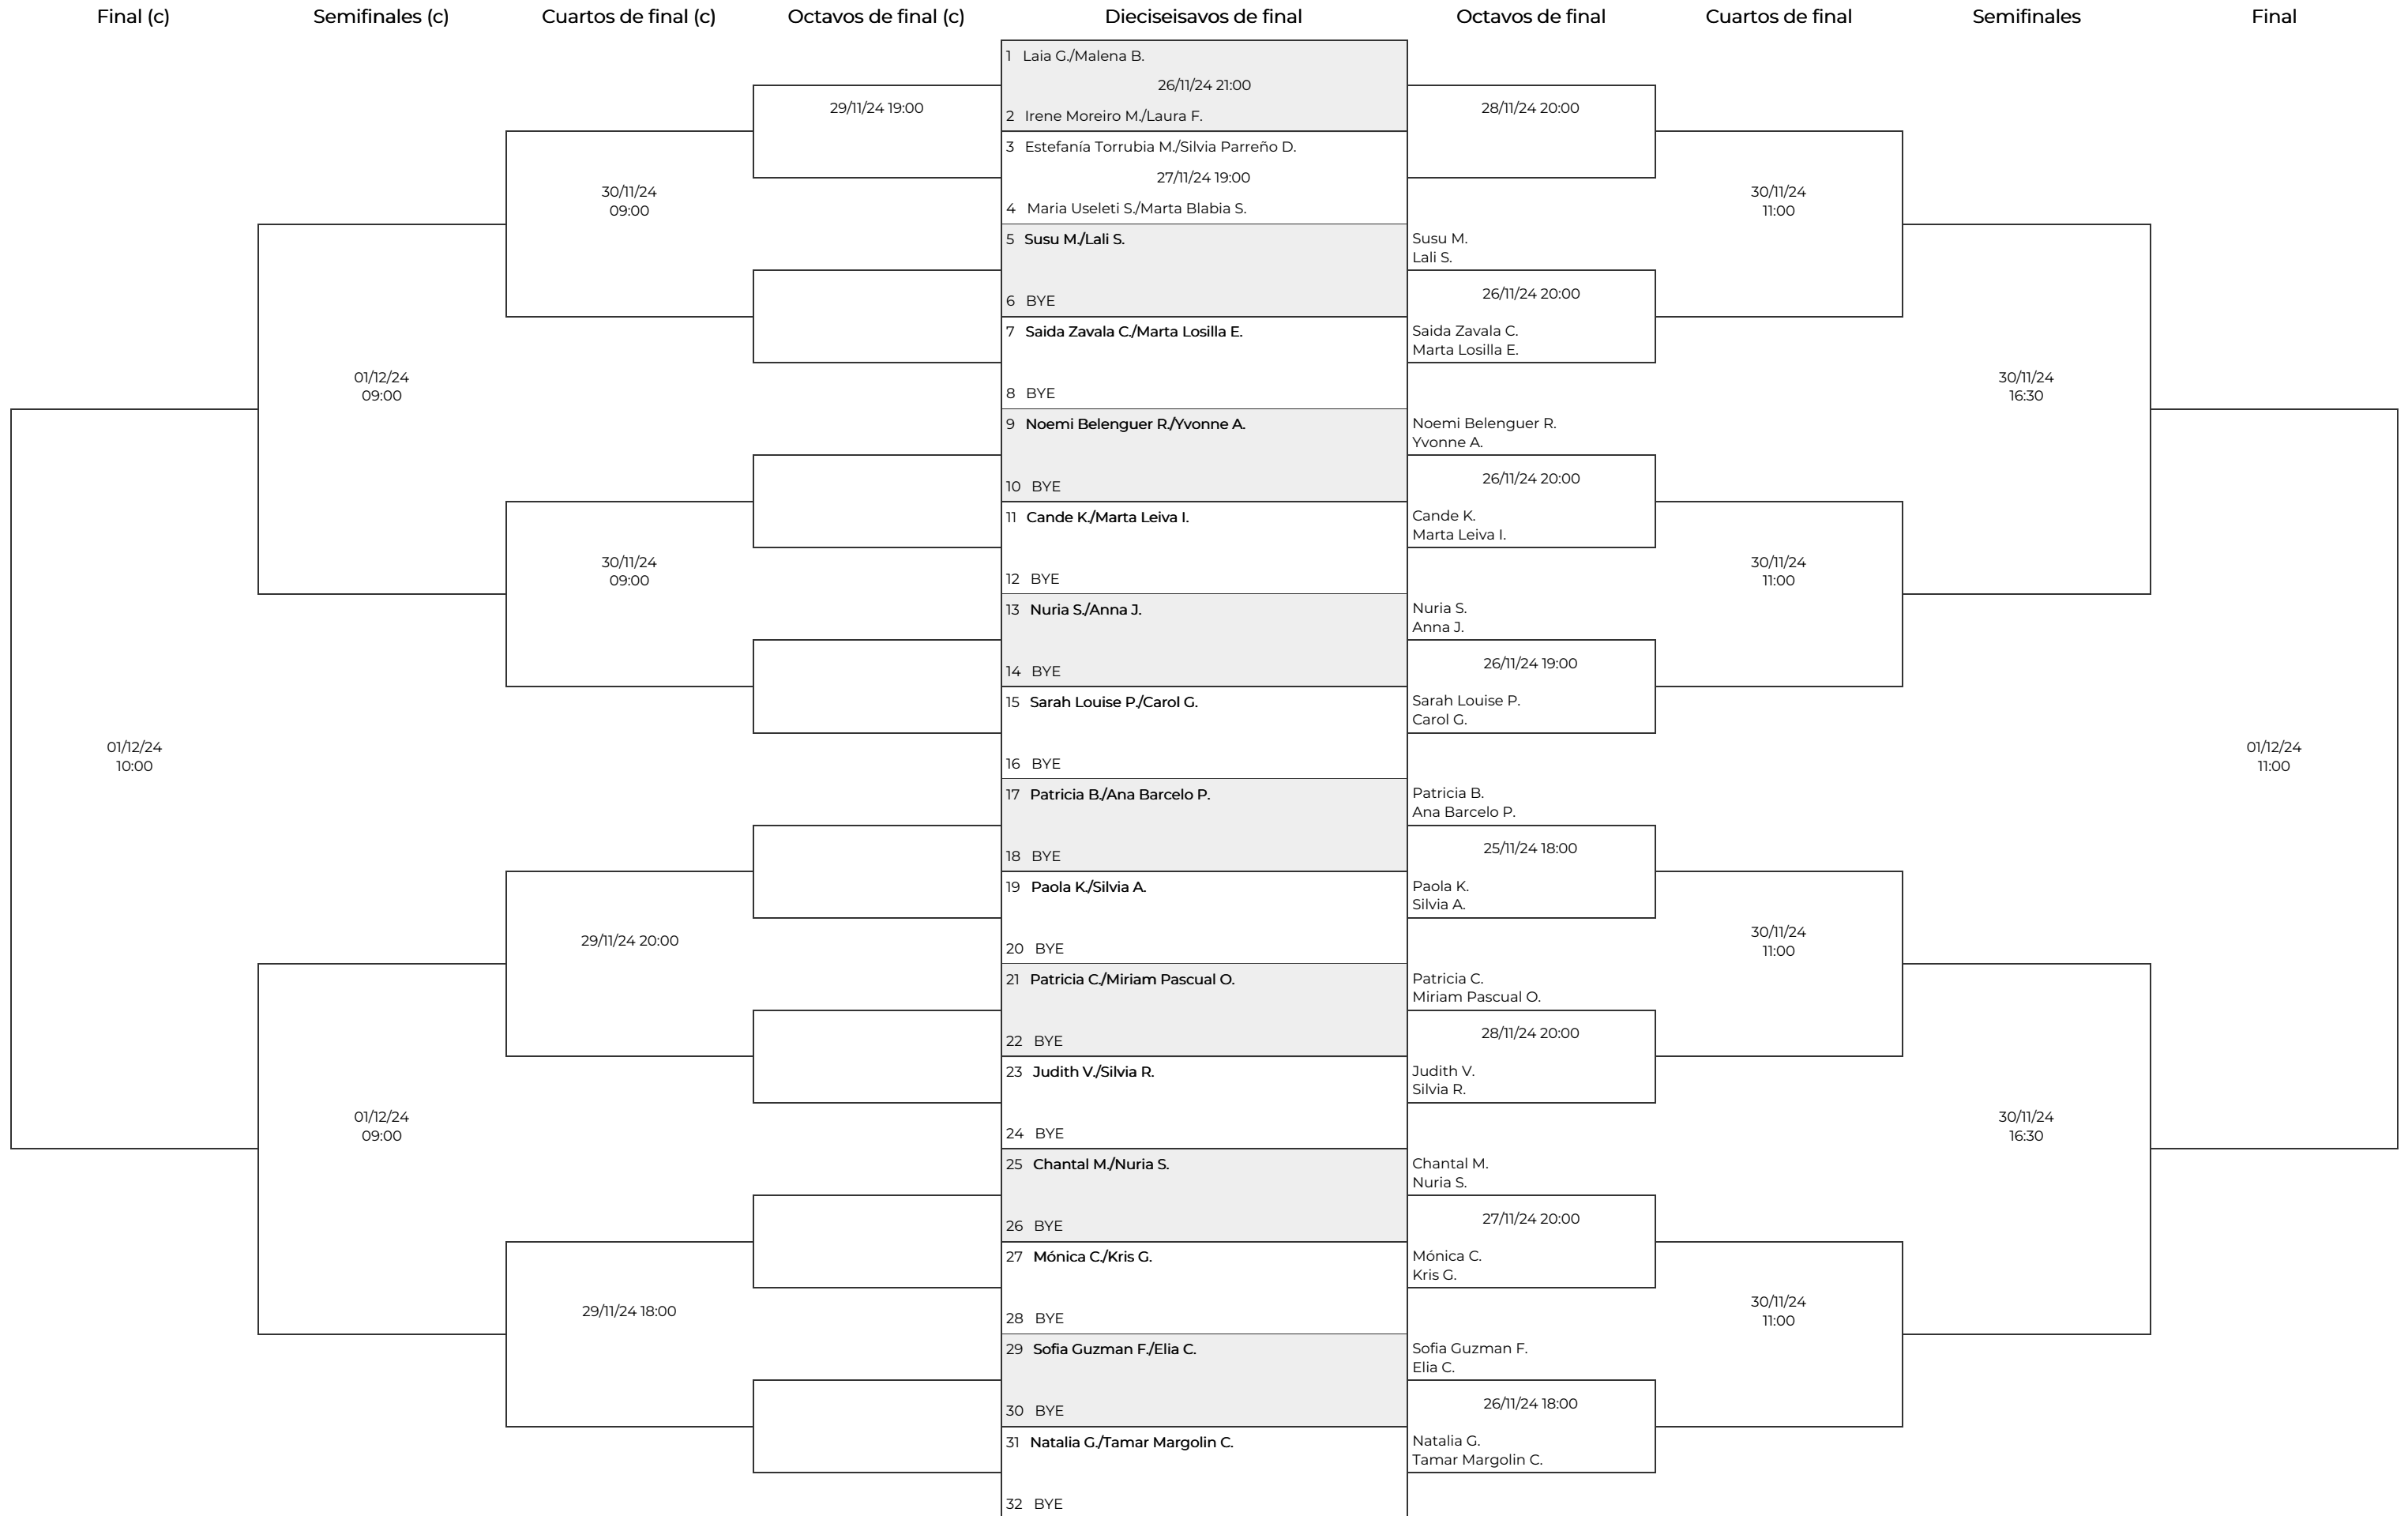 Final (c)
Semifinales (c)
Cuartos de final (c)
Octavos de final (c)
Dieciseisavos de final
Octavos de final
Cuartos de final
Semifinales
Final
1 Laia G./Malena B.
26/11/24 21:00
2 Irene Moreiro M./Laura F.
3 Estefanía Torrubia M./Silvia Parreño D.
27/11/24 19:00
4 Maria Useleti S./Marta Blabia S.
5 Susu M./Lali S.
6 BYE
7 Saida Zavala C./Marta Losilla E.
8 BYE
9 Noemi Belenguer R./Yvonne A.
10 BYE
11 Cande K./Marta Leiva I.
12 BYE
13 Nuria S./Anna J.
14 BYE
15 Sarah Louise P./Carol G.
16 BYE
17 Patricia B./Ana Barcelo P.
18 BYE
19 Paola K./Silvia A.
20 BYE
21 Patricia C./Miriam Pascual O.
22 BYE
23 Judith V./Silvia R.
24 BYE
25 Chantal M./Nuria S.
26 BYE
27 Mónica C./Kris G.
28 BYE
29 Sofia Guzman F./Elia C.
30 BYE
31 Natalia G./Tamar Margolin C.
32 BYE
29/11/24 19:00
30/11/24
09:00
30/11/24
09:00
29/11/24 20:00
29/11/24 18:00
01/12/24
09:00
01/12/24
09:00
01/12/24
10:00
28/11/24 20:00
Susu M.
Lali S.
26/11/24 20:00
Saida Zavala C.
Marta Losilla E.
Noemi Belenguer R.
Yvonne A.
26/11/24 20:00
Cande K.
Marta Leiva I.
Nuria S.
Anna J.
26/11/24 19:00
Sarah Louise P.
Carol G.
Patricia B.
Ana Barcelo P.
25/11/24 18:00
Paola K.
Silvia A.
Patricia C.
Miriam Pascual O.
28/11/24 20:00
Judith V.
Silvia R.
Chantal M.
Nuria S.
27/11/24 20:00
Mónica C.
Kris G.
Sofia Guzman F.
Elia C.
26/11/24 18:00
Natalia G.
Tamar Margolin C.
30/11/24
11:00
30/11/24
11:00
30/11/24
11:00
30/11/24
11:00
30/11/24
16:30
30/11/24
16:30
01/12/24
11:00